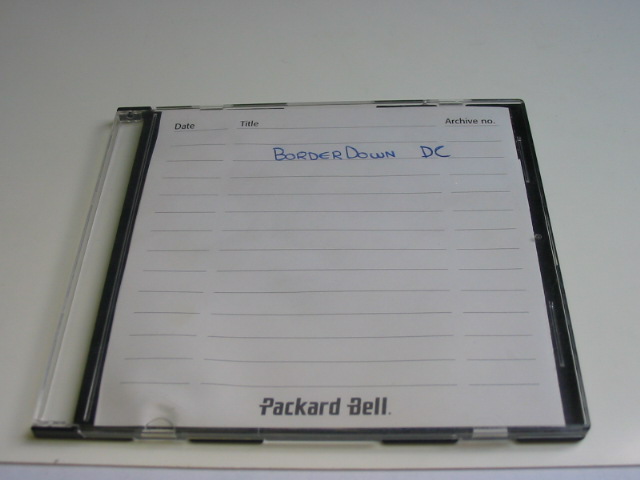 Date Title Archive no.
BORDERDOWN DC
Packard Bell.